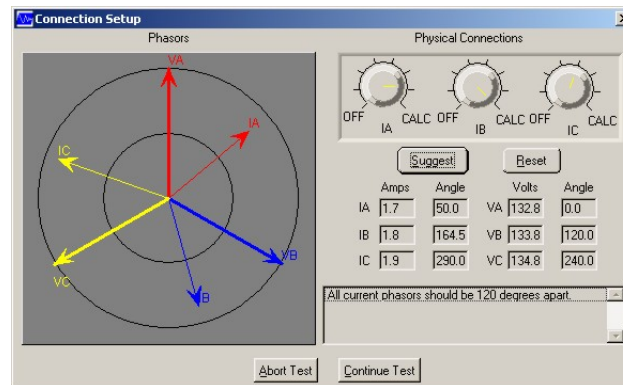 Connection Setup
Phasors
VA
IA
IC
VB
VC
IB
Physical Connections
OFF IA CALC OFF IB CALC OFF IC CALC
Suggest Reset
Amps Angle Volts Angle
IA 1.7 50.0 VA 132.8 0.0
IB 1.8 164.5 VB 133.8 120.0
IC 1.9 290.0 VC 134.8 240.0
All current phasors should be 120 degrees apart.
Abort Test Continue Test